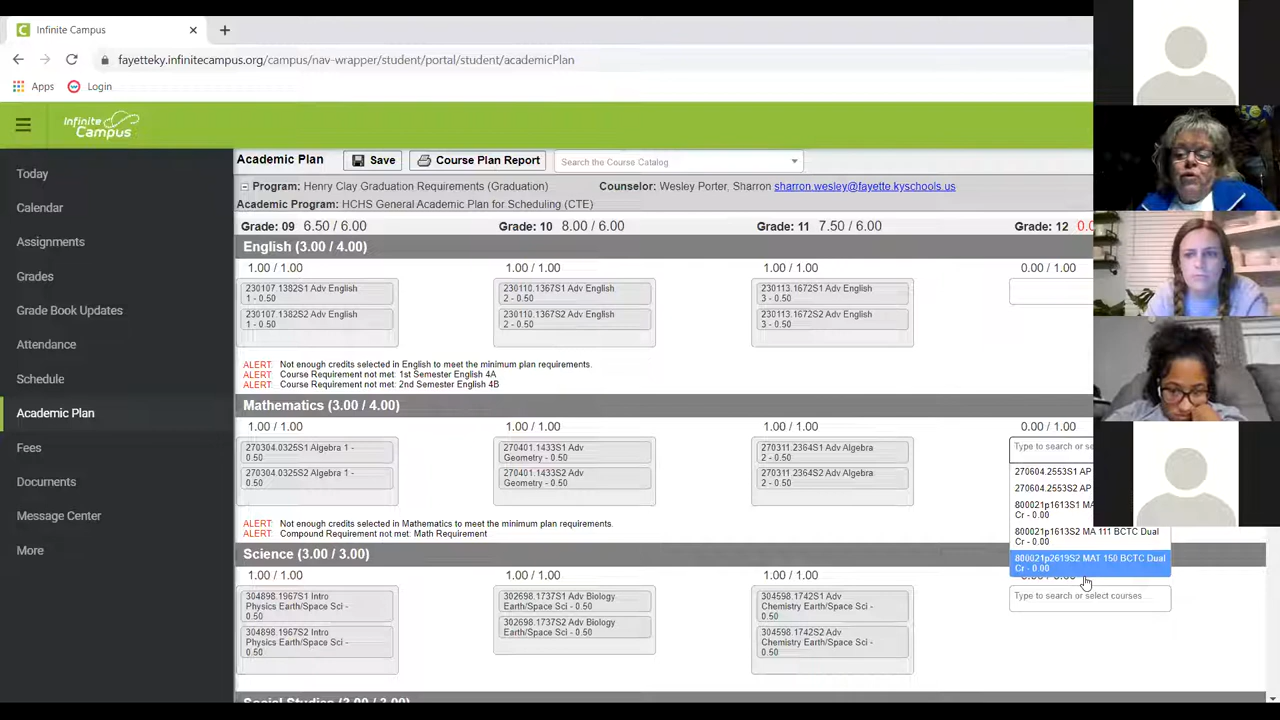 Infinite Campus
fayetteky.infinitecampus.org/campus/nav-wrapper/student/portal/student/academicPlan
Apps
Login
Infinite
Campus
Today
Calendar
Assignments
Grades
Grade Book Updates
Attendance
Schedule
Academic Plan
Fees
Documents
Message Center
More
Academic Plan Save Course Plan Report Search the Course Catalog
Program: Henry Clay Graduation Requirements (Graduation) Counselor: Wesley Porter, Sharron sharron.wesley@fayette.kyschools.us
Academic Program: HCHS General Academic Plan for Scheduling (CTE)
Grade: 09 6.50 / 6.00 Grade: 10 8.00 / 6.00 Grade: 11 7.50 / 6.00 Grade: 12 0.0
English (3.00 / 4.00)
1.00 / 1.00 1.00 / 1.00 1.00 / 1.00 0.00 / 1.00
230107.1382S1 Adv English
1 - 0.50
230107.1382S2 Adv English
1 - 0.50
230110.1367S1 Adv English
2 - 0.50
230110.1367S2 Adv English
2 - 0.50
230113.1672S1 Adv English
3 - 0.50
230113.1672S2 Adv English
3 - 0.50
ALERT: Not enough credits selected in English to meet the minimum plan requirements.
ALERT: Course Requirement not met: 1st Semester English 4A
ALERT: Course Requirement not met: 2nd Semester English 4B
Mathematics (3.00 / 4.00)
1.00 / 1.00 1.00 / 1.00 1.00 / 1.00 0.00 / 1.00
270304.0325S1 Algebra 1 -
0.50
270304.0325S2 Algebra 1 -
0.50
270401.1433S1 Adv
Geometry - 0.50
270401.1433S2 Adv
Geometry - 0.50
270311.2364S1 Adv Algebra
2 - 0.50
270311.2364S2 Adv Algebra
2 - 0.50
Type to search or se
270604.2553S1 AP
270604.2553S2 AP
800021p1613S1 MA
Cr - 0.00
800021p1613S2 MA 111 BCTC Dual
Cr - 0.00
800021p2619S2 MAT 150 BCTC Dual
Cr - 0.00
ALERT: Not enough credits selected in Mathematics to meet the minimum plan requirements.
ALERT: Compound Requirement not met: Math Requirement
Science (3.00 / 3.00)
1.00 / 1.00 1.00 / 1.00 1.00 / 1.00
304898.1967S1 Intro
Physics Earth/Space Sci -
0.50
304898.1967S2 Intro
Physics Earth/Space Sci -
0.50
302698.1737S1 Adv Biology
Earth/Space Sci - 0.50
302698.1737S2 Adv Biology
Earth/Space Sci - 0.50
304598.1742S1 Adv
Chemistry Earth/Space Sci -
0.50
304598.1742S2 Adv
Chemistry Earth/Space Sci -
0.50
Type to search or select courses